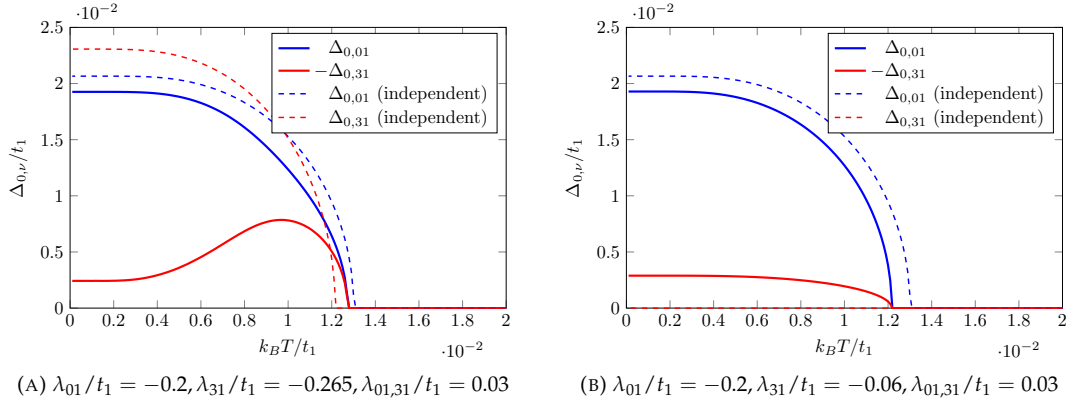 ·10⁻²
2.5
2
1.5
1
0.5
0
Δ₀,ν/t₁
Δ₀,₀₁
−Δ₀,₃₁
Δ₀,₀₁ (independent)
Δ₀,₃₁ (independent)
0 0.2 0.4 0.6 0.8 1 1.2 1.4 1.6 1.8 2
k_BT/t₁
·10⁻²
(A) λ₀₁/t₁ = −0.2, λ₃₁/t₁ = −0.265, λ₀₁,₃₁/t₁ = 0.03
·10⁻²
2.5
2
1.5
1
0.5
0
Δ₀,ν/t₁
Δ₀,₀₁
−Δ₀,₃₁
Δ₀,₀₁ (independent)
Δ₀,₃₁ (independent)
0 0.2 0.4 0.6 0.8 1 1.2 1.4 1.6 1.8 2
k_BT/t₁
·10⁻²
(B) λ₀₁/t₁ = −0.2, λ₃₁/t₁ = −0.06, λ₀₁,₃₁/t₁ = 0.03